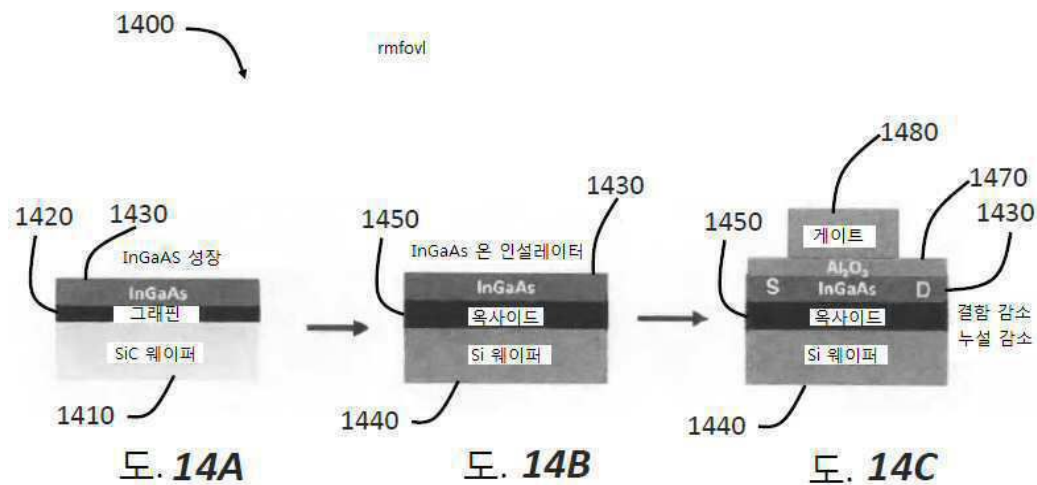 1400
rmfovl
1420
1430
InGaAS 성장
InGaAs
그래핀
SiC 웨이퍼
1410
도. 14A
1450
1430
InGaAs 온 인설레이터
InGaAs
옥사이드
Si 웨이퍼
1440
도. 14B
1480
1470
1430
1450
게이트
Al₂O₃
S InGaAs D
옥사이드
Si 웨이퍼
결함 감소
누설 감소
1440
도. 14C